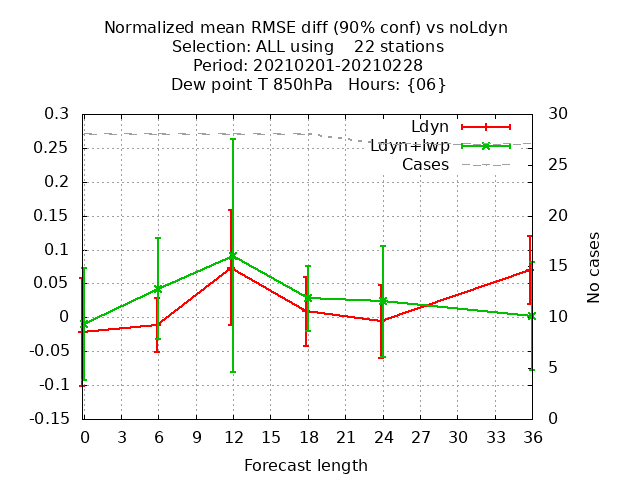 Normalized mean RMSE diff (90% conf) vs noLdyn
Selection: ALL using    22 stations
Period: 20210201-20210228
Dew point T 850hPa   Hours: {06}
0.3
0.25
0.2
0.15
0.1
0.05
0
-0.05
-0.1
-0.15
30
25
20
15
10
5
0
No cases
Ldyn
Ldyn+lwp
Cases
0 3 6 9 12 15 18 21 24 27 30 33 36
Forecast length